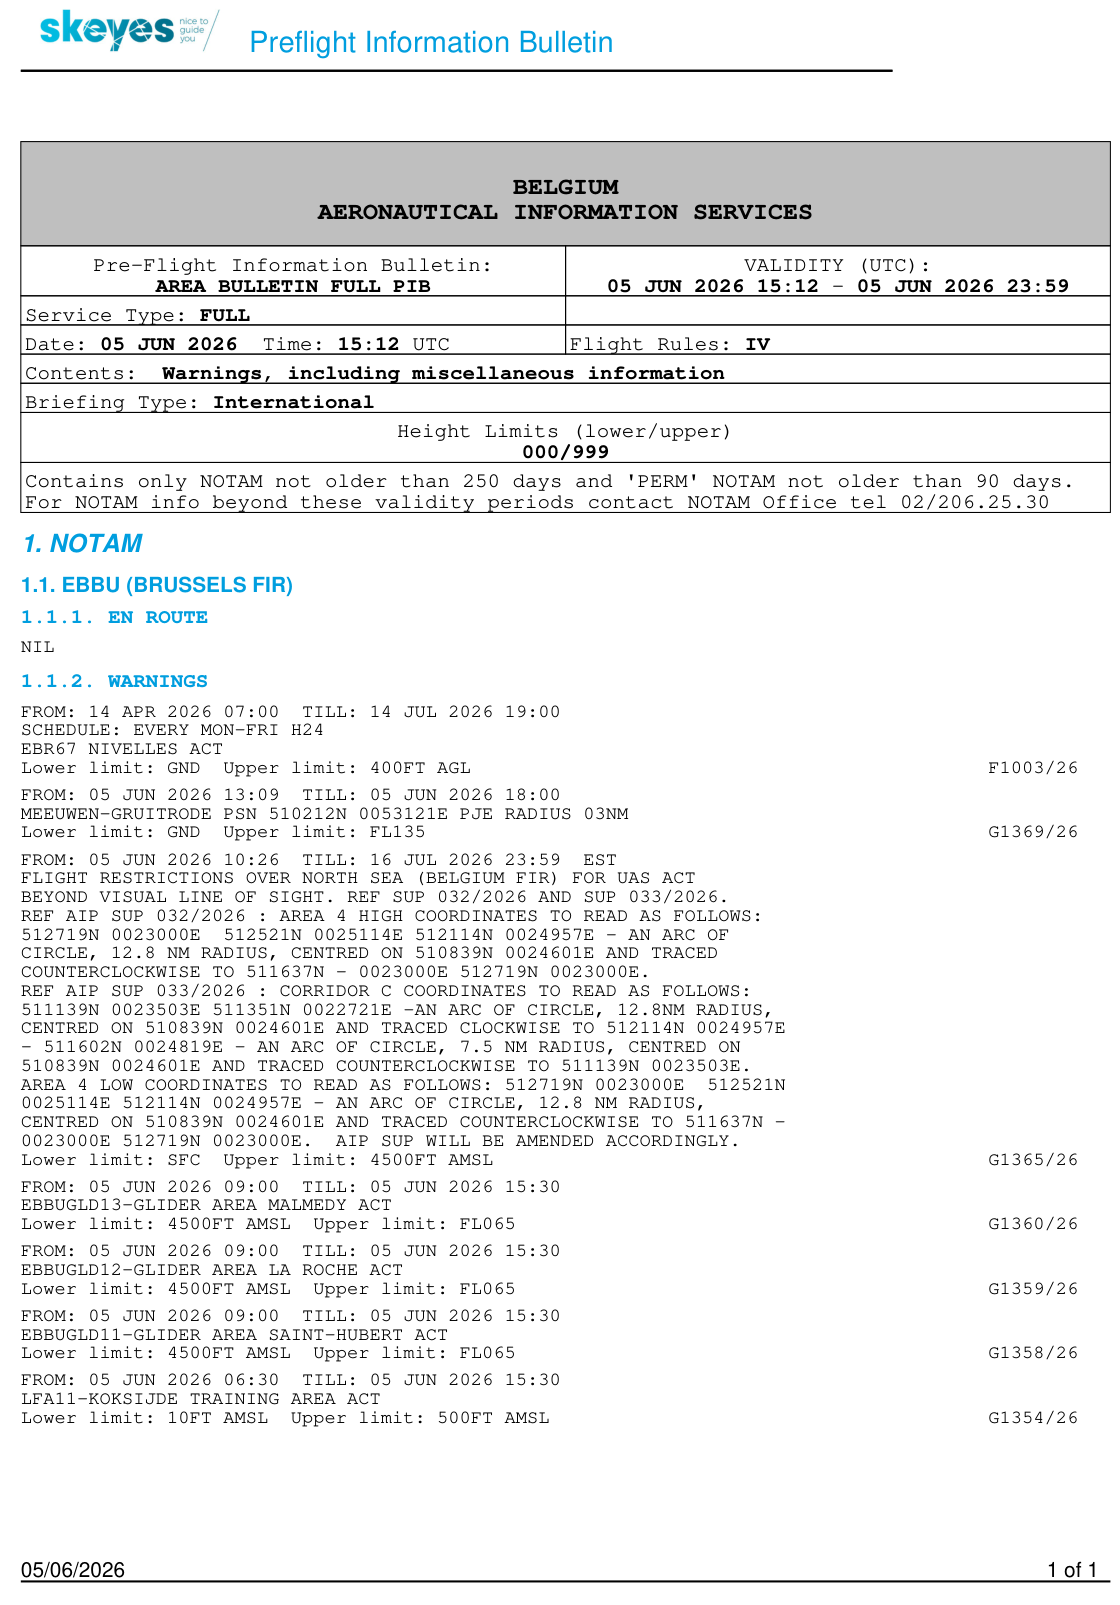 skeyes nice to guide you
Preflight Information Bulletin
BELGIUM
AERONAUTICAL INFORMATION SERVICES
Pre-Flight Information Bulletin:
AREA BULLETIN FULL PIB
VALIDITY (UTC):
05 JUN 2026 15:12 - 05 JUN 2026 23:59
Service Type: FULL
Date: 05 JUN 2026  Time: 15:12 UTC
Flight Rules: IV
Contents:  Warnings, including miscellaneous information
Briefing Type: International
Height Limits (lower/upper)
000/999
Contains only NOTAM not older than 250 days and 'PERM' NOTAM not older than 90 days.
For NOTAM info beyond these validity periods contact NOTAM Office tel 02/206.25.30
1. NOTAM
1.1. EBBU (BRUSSELS FIR)
1.1.1. EN ROUTE
NIL
1.1.2. WARNINGS
FROM: 14 APR 2026 07:00  TILL: 14 JUL 2026 19:00
SCHEDULE: EVERY MON-FRI H24
EBR67 NIVELLES ACT
Lower limit: GND  Upper limit: 400FT AGL F1003/26
FROM: 05 JUN 2026 13:09  TILL: 05 JUN 2026 18:00
MEEUWEN-GRUITRODE PSN 510212N 0053121E PJE RADIUS 03NM
Lower limit: GND  Upper limit: FL135 G1369/26
FROM: 05 JUN 2026 10:26  TILL: 16 JUL 2026 23:59  EST
FLIGHT RESTRICTIONS OVER NORTH SEA (BELGIUM FIR) FOR UAS ACT
BEYOND VISUAL LINE OF SIGHT. REF SUP 032/2026 AND SUP 033/2026.
REF AIP SUP 032/2026 : AREA 4 HIGH COORDINATES TO READ AS FOLLOWS:
512719N 0023000E  512521N 0025114E 512114N 0024957E - AN ARC OF
CIRCLE, 12.8 NM RADIUS, CENTRED ON 510839N 0024601E AND TRACED
COUNTERCLOCKWISE TO 511637N - 0023000E 512719N 0023000E.
REF AIP SUP 033/2026 : CORRIDOR C COORDINATES TO READ AS FOLLOWS:
511139N 0023503E 511351N 0022721E -AN ARC OF CIRCLE, 12.8NM RADIUS,
CENTRED ON 510839N 0024601E AND TRACED CLOCKWISE TO 512114N 0024957E
- 511602N 0024819E - AN ARC OF CIRCLE, 7.5 NM RADIUS, CENTRED ON
510839N 0024601E AND TRACED COUNTERCLOCKWISE TO 511139N 0023503E.
AREA 4 LOW COORDINATES TO READ AS FOLLOWS: 512719N 0023000E  512521N
0025114E 512114N 0024957E - AN ARC OF CIRCLE, 12.8 NM RADIUS,
CENTRED ON 510839N 0024601E AND TRACED COUNTERCLOCKWISE TO 511637N -
0023000E 512719N 0023000E.  AIP SUP WILL BE AMENDED ACCORDINGLY.
Lower limit: SFC  Upper limit: 4500FT AMSL G1365/26
FROM: 05 JUN 2026 09:00  TILL: 05 JUN 2026 15:30
EBBUGLD13-GLIDER AREA MALMEDY ACT
Lower limit: 4500FT AMSL  Upper limit: FL065 G1360/26
FROM: 05 JUN 2026 09:00  TILL: 05 JUN 2026 15:30
EBBUGLD12-GLIDER AREA LA ROCHE ACT
Lower limit: 4500FT AMSL  Upper limit: FL065 G1359/26
FROM: 05 JUN 2026 09:00  TILL: 05 JUN 2026 15:30
EBBUGLD11-GLIDER AREA SAINT-HUBERT ACT
Lower limit: 4500FT AMSL  Upper limit: FL065 G1358/26
FROM: 05 JUN 2026 06:30  TILL: 05 JUN 2026 15:30
LFA11-KOKSIJDE TRAINING AREA ACT
Lower limit: 10FT AMSL  Upper limit: 500FT AMSL G1354/26
05/06/2026 1 of 1